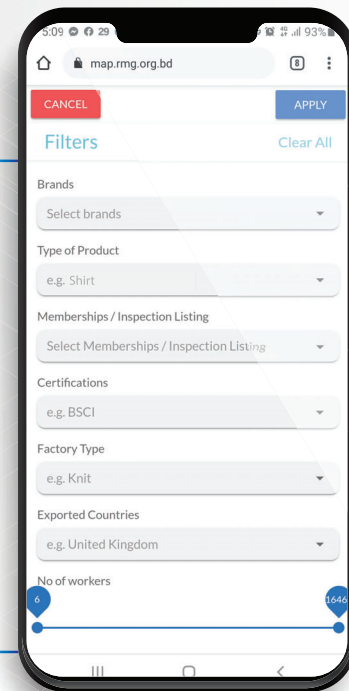 5:09 29 93%
map.rmg.org.bd 8
CANCEL APPLY
Filters Clear All
Brands
Select brands
Type of Product
e.g. Shirt
Memberships / Inspection Listing
Select Memberships / Inspection Listing
Certifications
e.g. BSCI
Factory Type
e.g. Knit
Exported Countries
e.g. United Kingdom
No of workers
6 1646